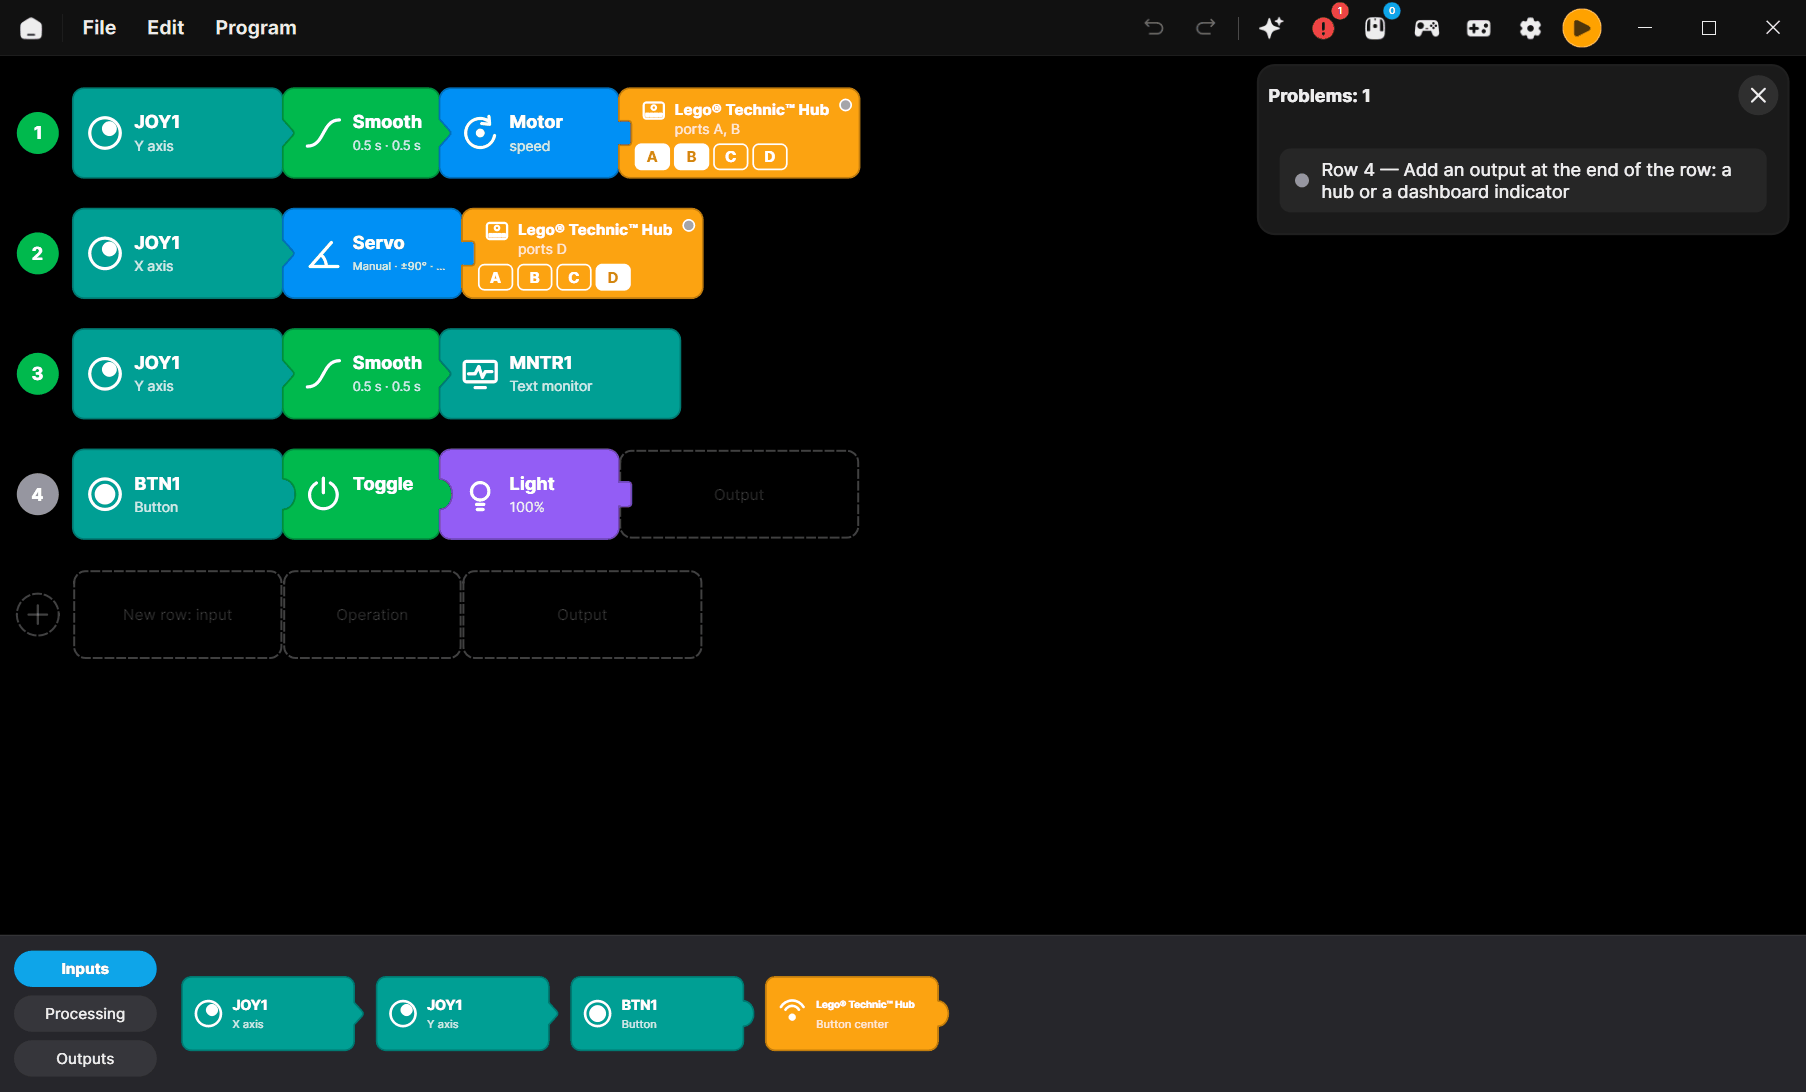 File Edit Program
1
0
1
JOY1
Y axis
Smooth
0.5 s · 0.5 s
Motor
speed
Lego® Technic™ Hub
ports A, B
A B C D
2
JOY1
X axis
Servo
Manual · ±90° · ...
Lego® Technic™ Hub
ports D
A B C D
3
JOY1
Y axis
Smooth
0.5 s · 0.5 s
MNTR1
Text monitor
4
BTN1
Button
Toggle
Light
100%
Output
New row: input
Operation
Output
Problems: 1
Row 4 — Add an output at the end of the row: a
hub or a dashboard indicator
Inputs
Processing
Outputs
JOY1
X axis
JOY1
Y axis
BTN1
Button
Lego® Technic™ Hub
Button center